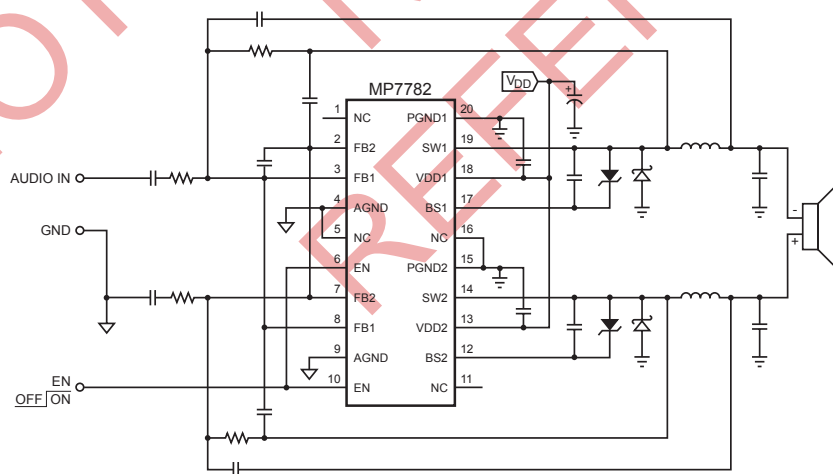 MP7782
VDD
1 NC
2 FB2
3 FB1
4 AGND
5 NC
6 EN
7 FB2
8 FB1
9 AGND
10 EN
PGND1 20
SW1 19
VDD1 18
BS1 17
NC 16
PGND2 15
SW2 14
VDD2 13
BS2 12
NC 11
AUDIO IN
GND
EN
OFF ON
+
-
+
REFE